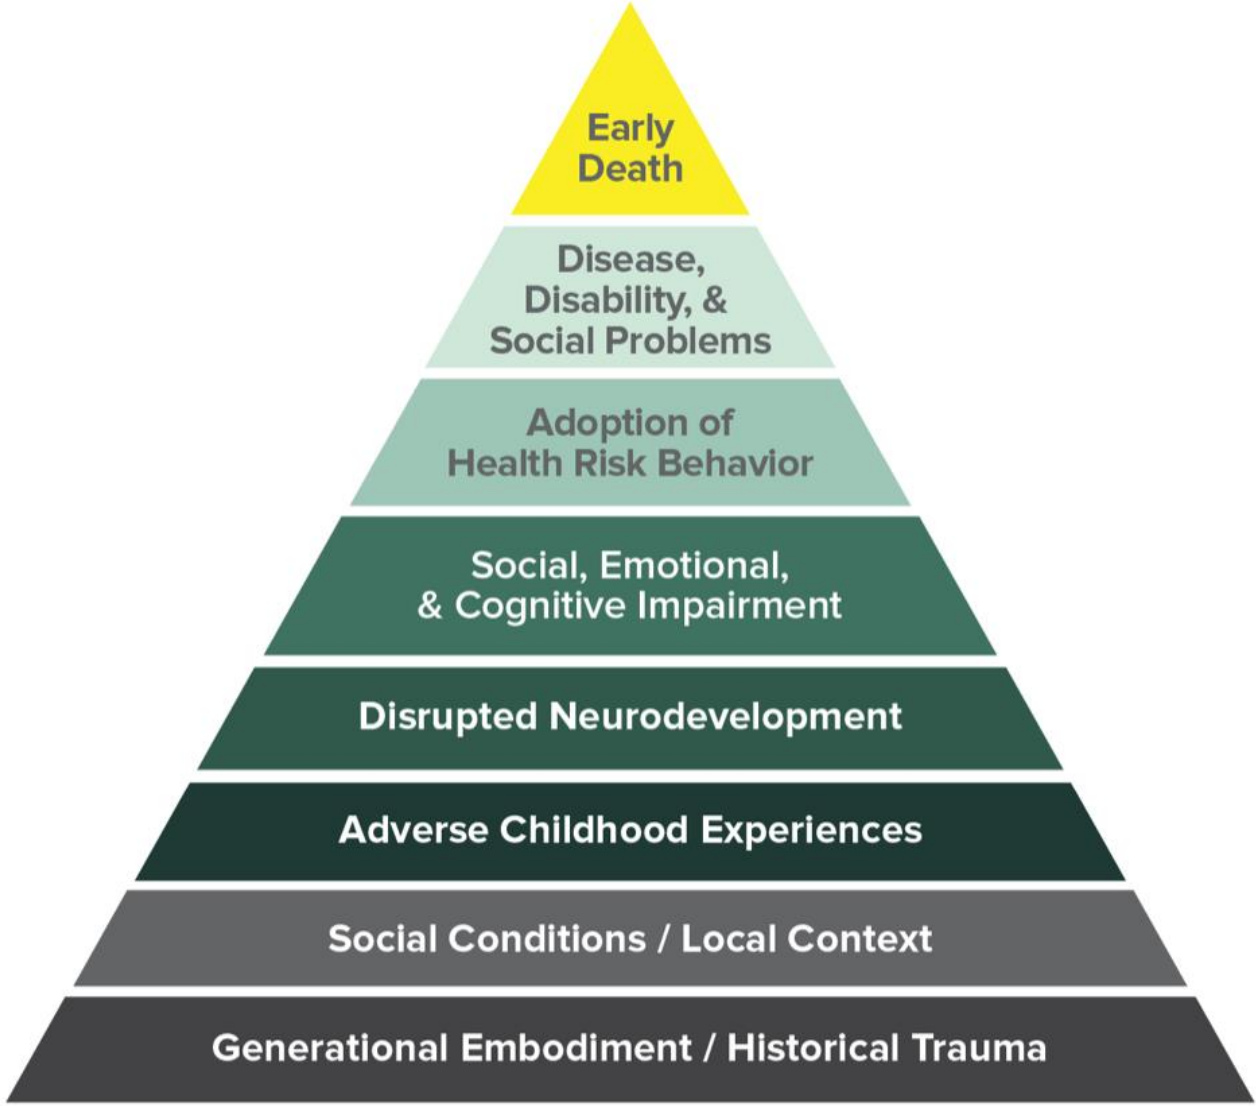 Early
Death
Disease,
Disability, &
Social Problems
Adoption of
Health Risk Behavior
Social, Emotional,
& Cognitive Impairment
Disrupted Neurodevelopment
Adverse Childhood Experiences
Social Conditions / Local Context
Generational Embodiment / Historical Trauma